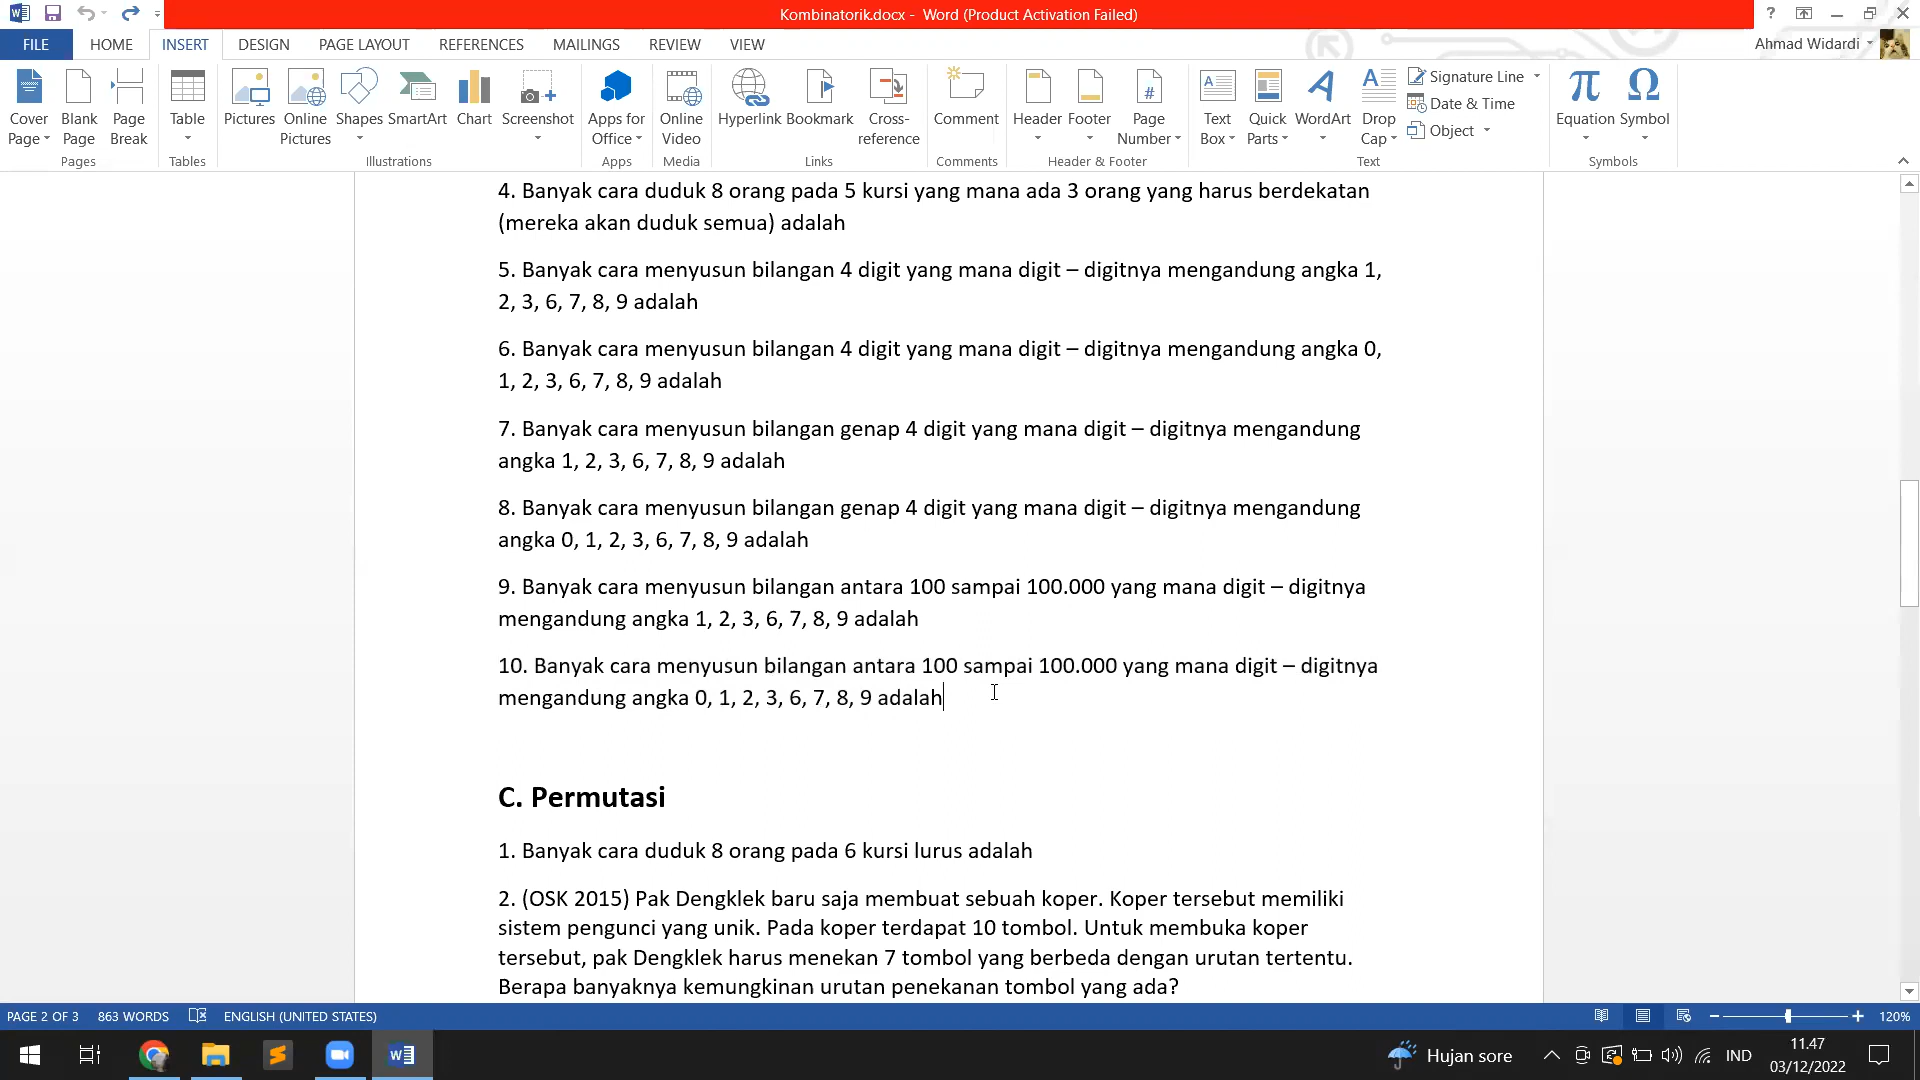 Kombinatorik.docx - Word (Product Activation Failed)
FILE HOME INSERT DESIGN PAGE LAYOUT REFERENCES MAILINGS REVIEW VIEW Ahmad Widardi
Cover Page
Blank Page
Page Break
Pages
Table
Tables
Pictures
Online Pictures
Shapes
SmartArt
Chart
Screenshot
Illustrations
Apps for Office
Apps
Online Video
Media
Hyperlink
Bookmark
Cross-reference
Links
Comment
Comments
Header
Footer
Page Number
Header & Footer
Text Box
Quick Parts
WordArt
Drop Cap
Signature Line
Date & Time
Object
Text
Equation
Symbol
Symbols
4. Banyak cara duduk 8 orang pada 5 kursi yang mana ada 3 orang yang harus berdekatan
(mereka akan duduk semua) adalah
5. Banyak cara menyusun bilangan 4 digit yang mana digit – digitnya mengandung angka 1,
2, 3, 6, 7, 8, 9 adalah
6. Banyak cara menyusun bilangan 4 digit yang mana digit – digitnya mengandung angka 0,
1, 2, 3, 6, 7, 8, 9 adalah
7. Banyak cara menyusun bilangan genap 4 digit yang mana digit – digitnya mengandung
angka 1, 2, 3, 6, 7, 8, 9 adalah
8. Banyak cara menyusun bilangan genap 4 digit yang mana digit – digitnya mengandung
angka 0, 1, 2, 3, 6, 7, 8, 9 adalah
9. Banyak cara menyusun bilangan antara 100 sampai 100.000 yang mana digit – digitnya
mengandung angka 1, 2, 3, 6, 7, 8, 9 adalah
10. Banyak cara menyusun bilangan antara 100 sampai 100.000 yang mana digit – digitnya
mengandung angka 0, 1, 2, 3, 6, 7, 8, 9 adalah
C. Permutasi
1. Banyak cara duduk 8 orang pada 6 kursi lurus adalah
2. (OSK 2015) Pak Dengklek baru saja membuat sebuah koper. Koper tersebut memiliki
sistem pengunci yang unik. Pada koper terdapat 10 tombol. Untuk membuka koper
tersebut, pak Dengklek harus menekan 7 tombol yang berbeda dengan urutan tertentu.
Berapa banyaknya kemungkinan urutan penekanan tombol yang ada?
PAGE 2 OF 3 863 WORDS ENGLISH (UNITED STATES) 120%
Hujan sore IND 11.47
03/12/2022